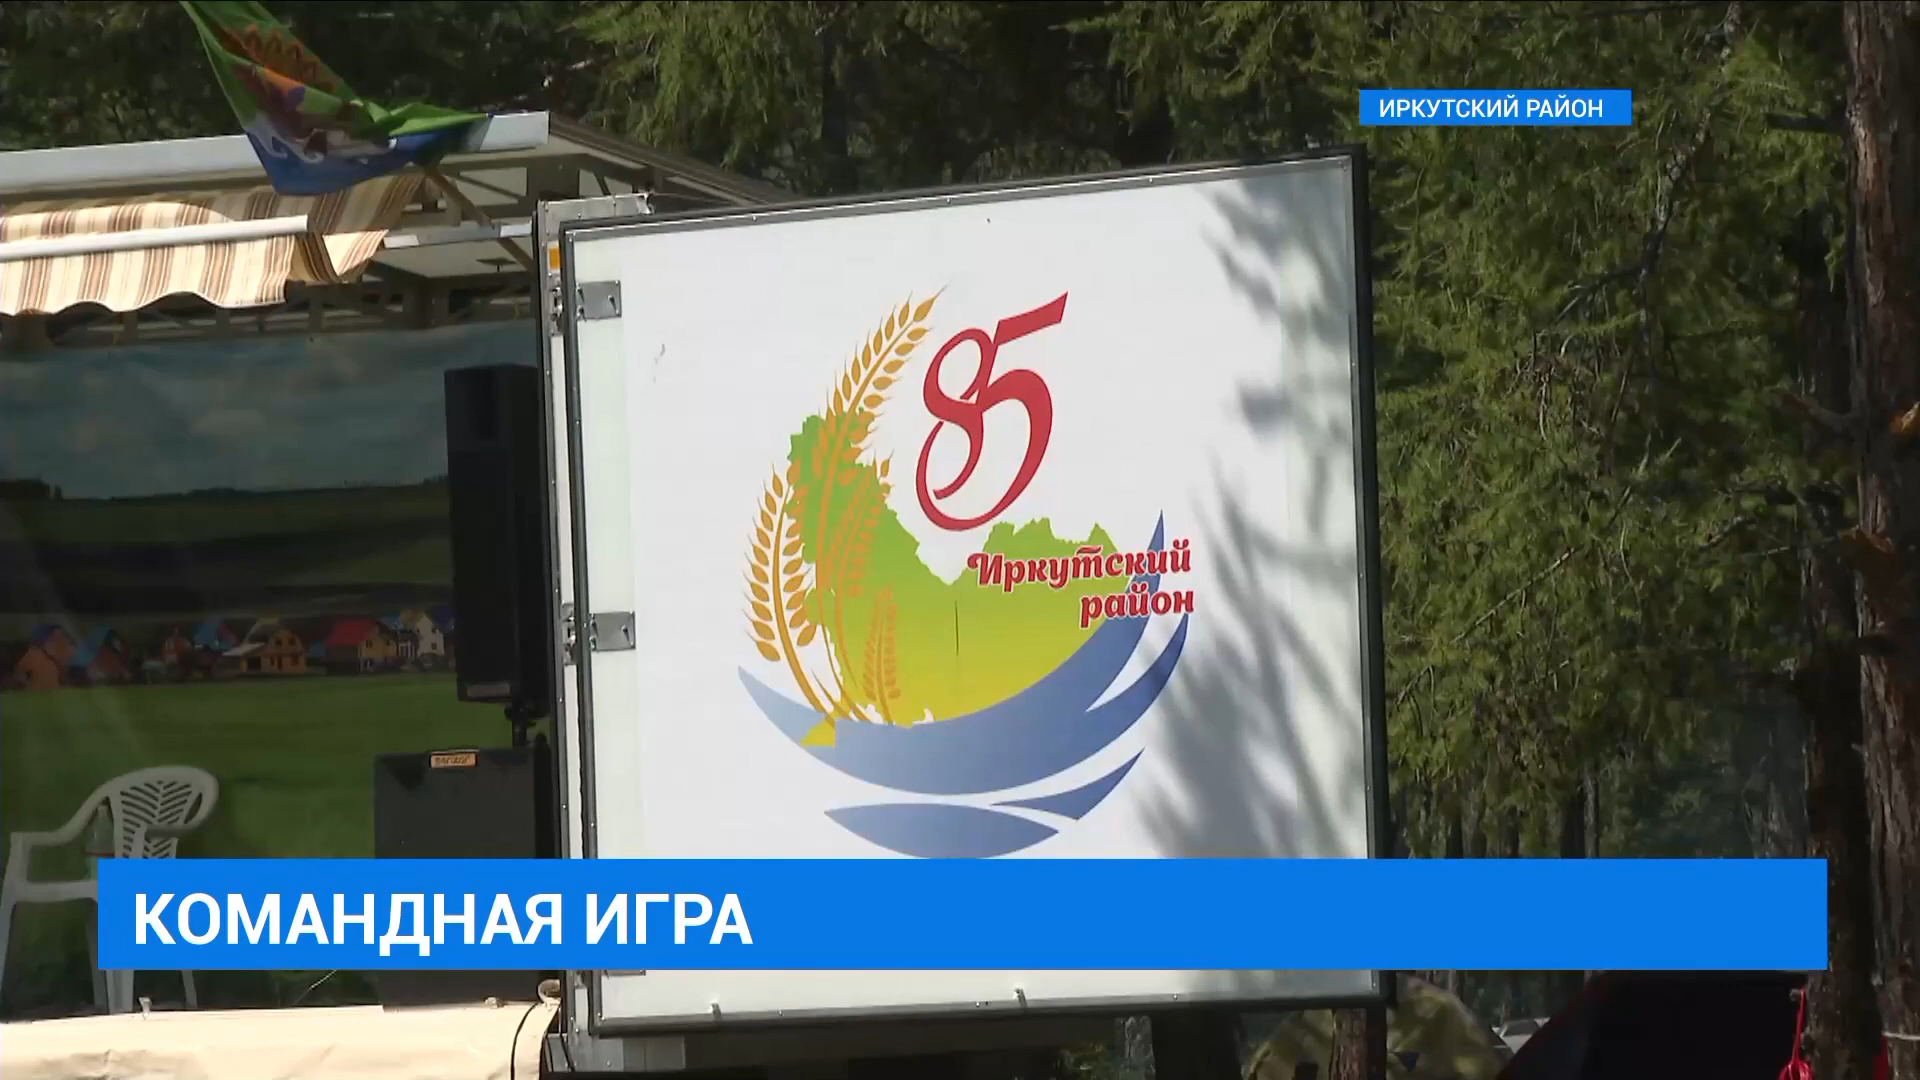 ИРКУТСКИЙ РАЙОН
85
Иркутский
район
КОМАНДНАЯ ИГРА